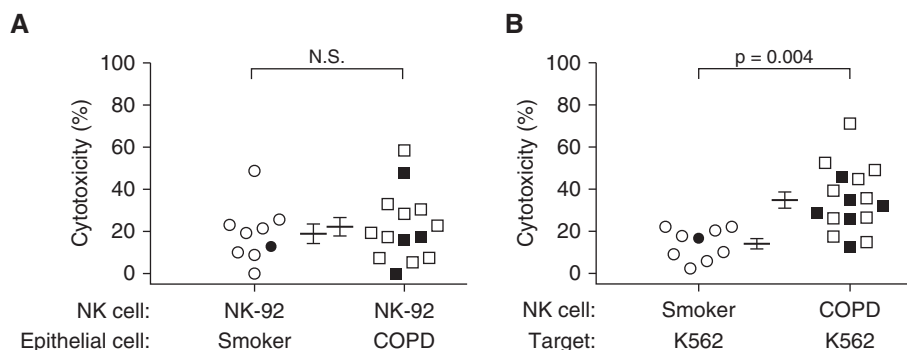 A
N.S.
100
80
60
40
20
0
Cytotoxicity (%)
NK cell: NK-92 NK-92
Epithelial cell: Smoker COPD
B
p = 0.004
100
80
60
40
20
0
Cytotoxicity (%)
NK cell: Smoker COPD
Target: K562 K562